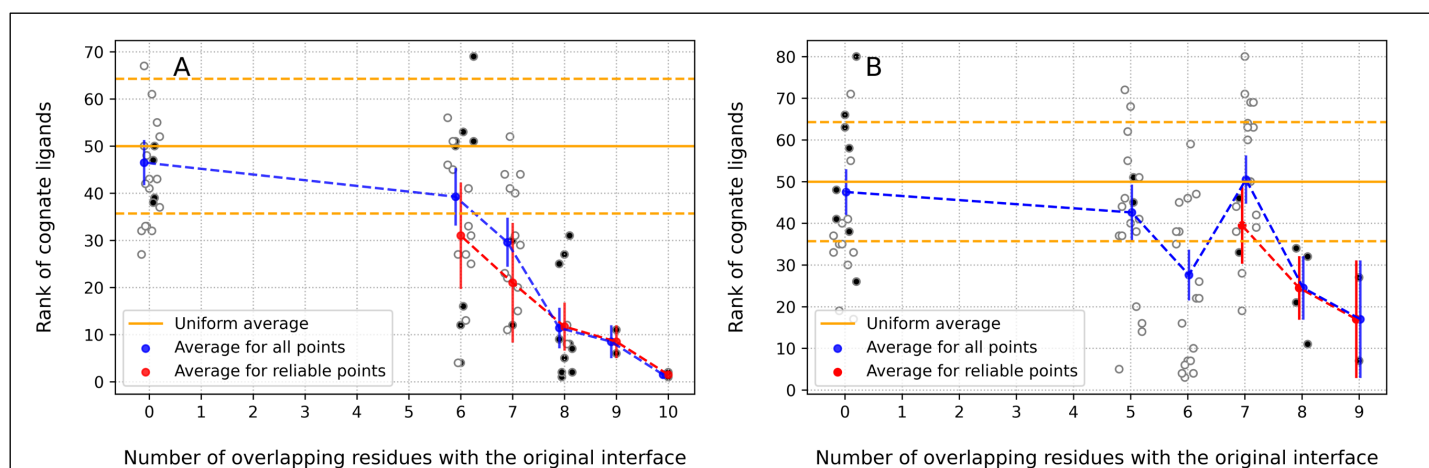 A
70
60
50
40
30
20
10
0
Rank of cognate ligands
Uniform average
Average for all points
Average for reliable points
0 1 2 3 4 5 6 7 8 9 10
Number of overlapping residues with the original interface
B
80
70
60
50
40
30
20
10
0
Rank of cognate ligands
Uniform average
Average for all points
Average for reliable points
0 1 2 3 4 5 6 7 8 9
Number of overlapping residues with the original interface